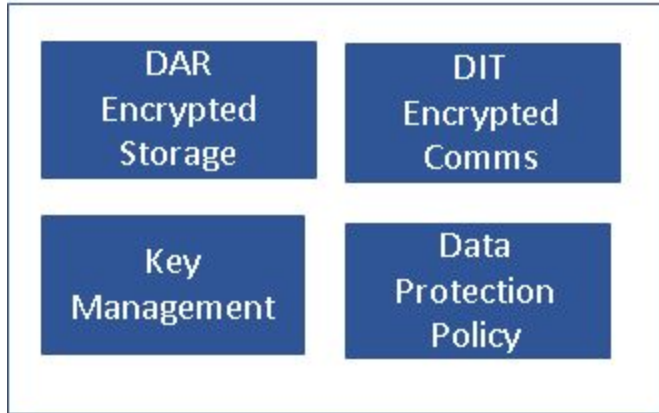 DAR
Encrypted
Storage
DIT
Encrypted
Comms
Key
Management
Data
Protection
Policy